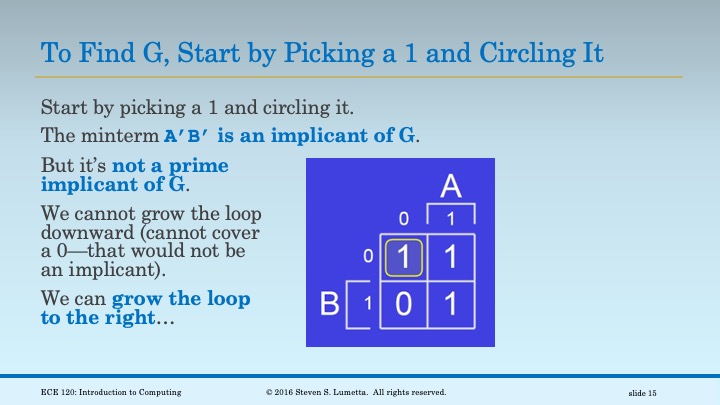 To Find G, Start by Picking a 1 and Circling It
Start by picking a 1 and circling it.
The minterm A′B′ is an implicant of G.
But it’s not a prime
implicant of G.
We cannot grow the loop
downward (cannot cover
a 0—that would not be
an implicant).
We can grow the loop
to the right…
A
0 1
0 1 1
B 1 0 1
ECE 120: Introduction to Computing
© 2016 Steven S. Lumetta. All rights reserved.
slide 15